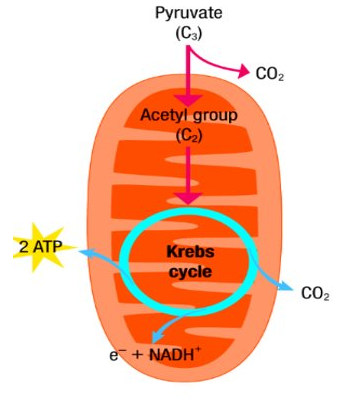 Pyruvate
(C₃)
CO₂
Acetyl group
(C₂)
2 ATP
Krebs
cycle
CO₂
e⁻ + NADH⁺